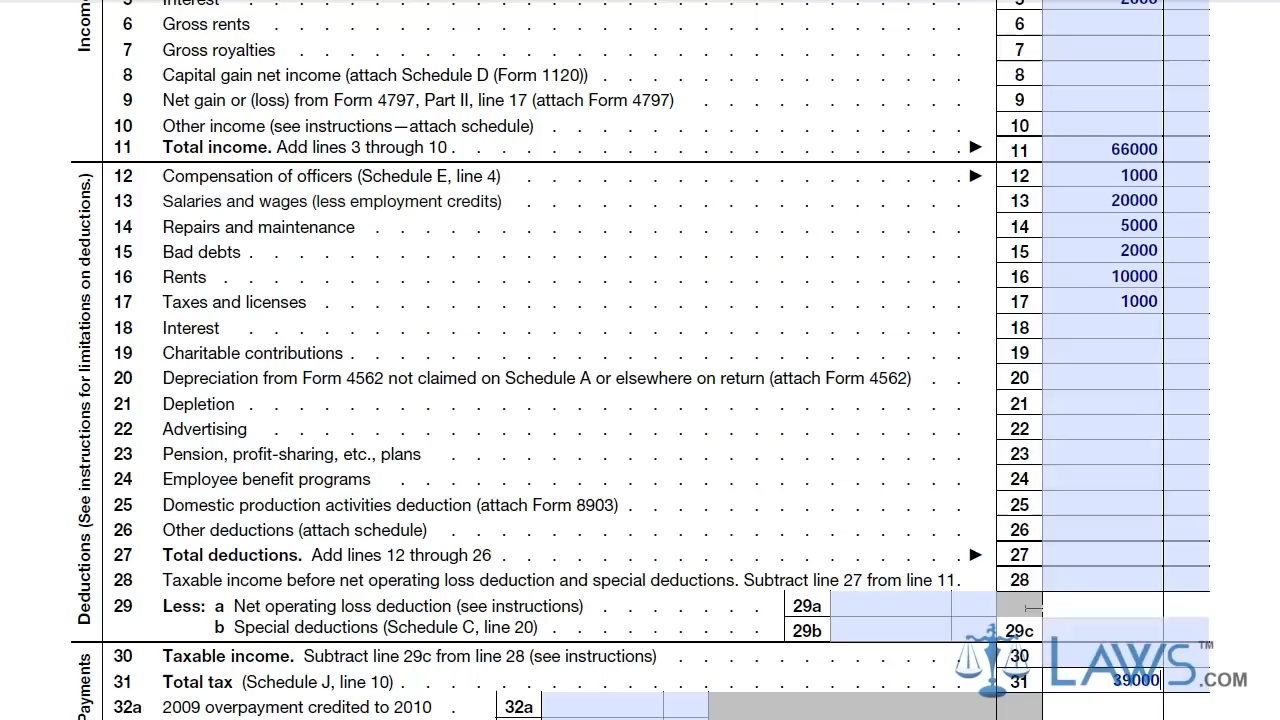 5 Interest 5 2000
6 Gross rents 6
7 Gross royalties 7
8 Capital gain net income (attach Schedule D (Form 1120)) 8
9 Net gain or (loss) from Form 4797, Part II, line 17 (attach Form 4797) 9
10 Other income (see instructions—attach schedule) 10
11 Total income. Add lines 3 through 10 ▶ 11 66000
Income
12 Compensation of officers (Schedule E, line 4) ▶ 12 1000
13 Salaries and wages (less employment credits) 13 20000
14 Repairs and maintenance 14 5000
15 Bad debts 15 2000
16 Rents 16 10000
17 Taxes and licenses 17 1000
18 Interest 18
19 Charitable contributions 19
20 Depreciation from Form 4562 not claimed on Schedule A or elsewhere on return (attach Form 4562) 20
21 Depletion 21
22 Advertising 22
23 Pension, profit-sharing, etc., plans 23
24 Employee benefit programs 24
25 Domestic production activities deduction (attach Form 8903) 25
26 Other deductions (attach schedule) 26
27 Total deductions. Add lines 12 through 26 ▶ 27
28 Taxable income before net operating loss deduction and special deductions. Subtract line 27 from line 11. 28
29 Less: a Net operating loss deduction (see instructions) 29a
b Special deductions (Schedule C, line 20) 29b 29c
Deductions (See instructions for limitations on deductions.)
30 Taxable income. Subtract line 29c from line 28 (see instructions) 30
31 Total tax (Schedule J, line 10) 31 39000
32a 2009 overpayment credited to 2010 32a
Payments
LAWS™.COM